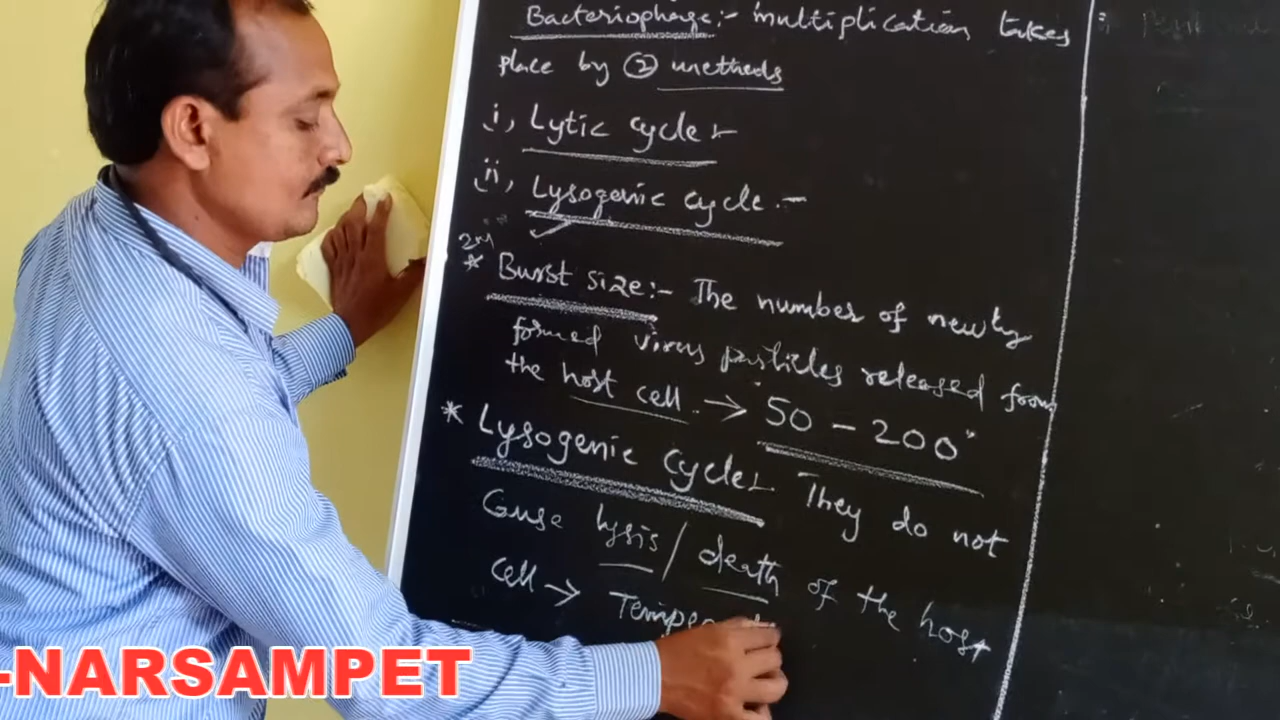 Bacteriophage:- multiplication takes
place by ② methods
i, Lytic cycle:-
ii, Lysogenic cycle.-
2M
* Burst size:- The number of newly
formed virus particles released from
the host cell. → 50 - 200"
* Lysogenic cycle:- They do not
Cause lysis / death of the host
cell →
-NARSAMPET